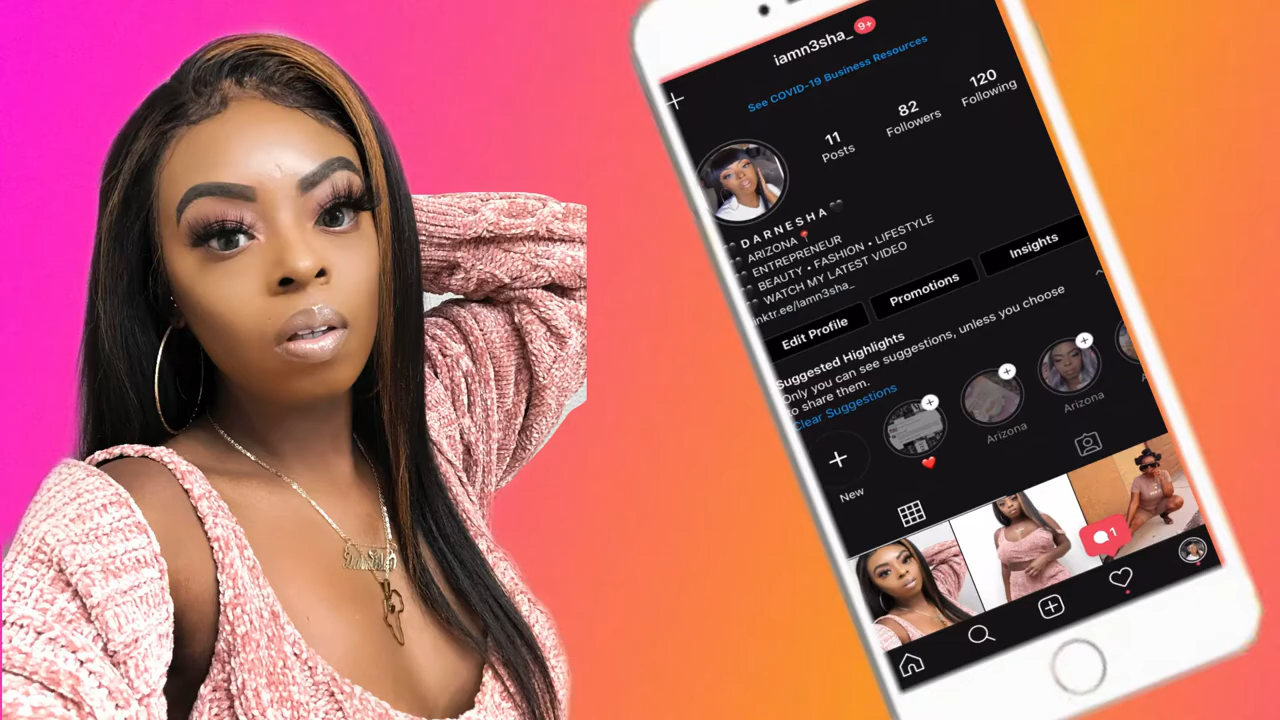 iamn3sha_ 9+
See COVID-19 Business Resources
11
Posts
82
Followers
120
Following
🖤 D A R N E S H A 🖤
🖤 ARIZONA 📍
🖤 ENTREPRENEUR
🖤 BEAUTY • FASHION • LIFESTYLE
🖤 WATCH MY LATEST VIDEO
inktr.ee/Iamn3sha_
Edit Profile
Promotions
Insights
Suggested Highlights
Only you can see suggestions, unless you choose
to share them.
Clear Suggestions
New
❤️
Arizona
Arizona
1